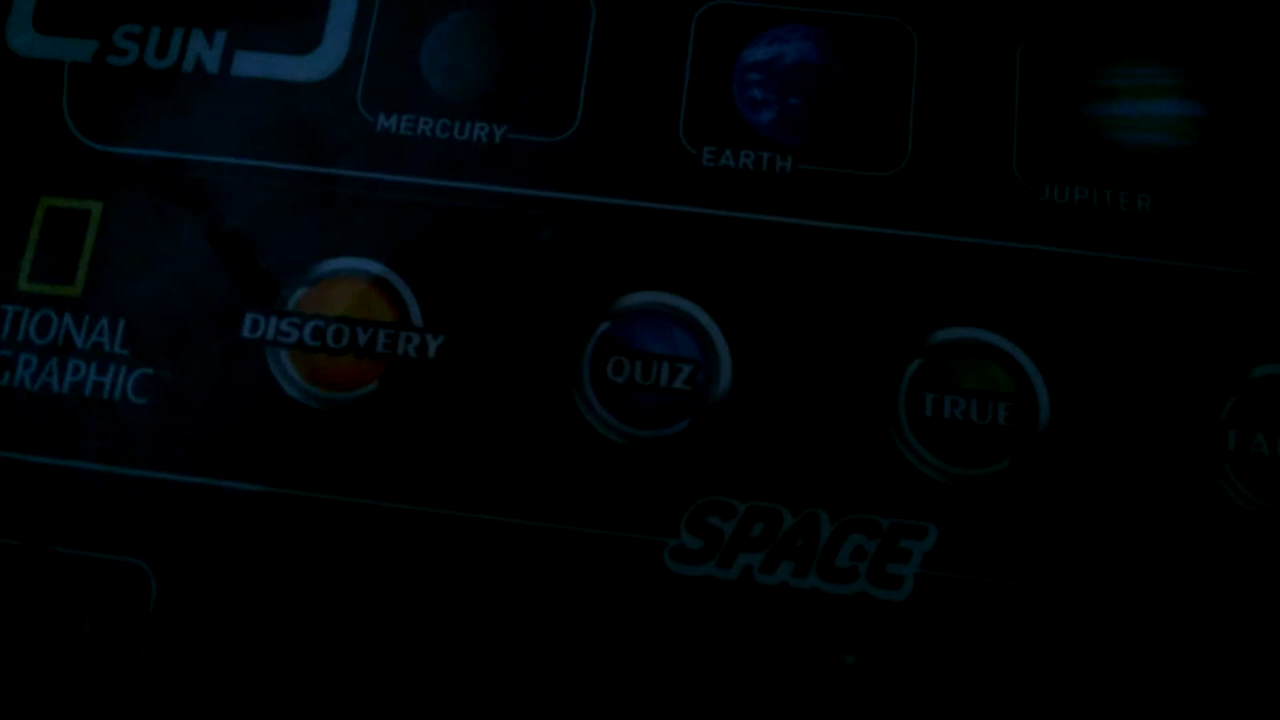 SUN
MERCURY
EARTH
JUPITER
TIONAL
GRAPHIC
DISCOVERY
QUIZ
TRUE
SPACE